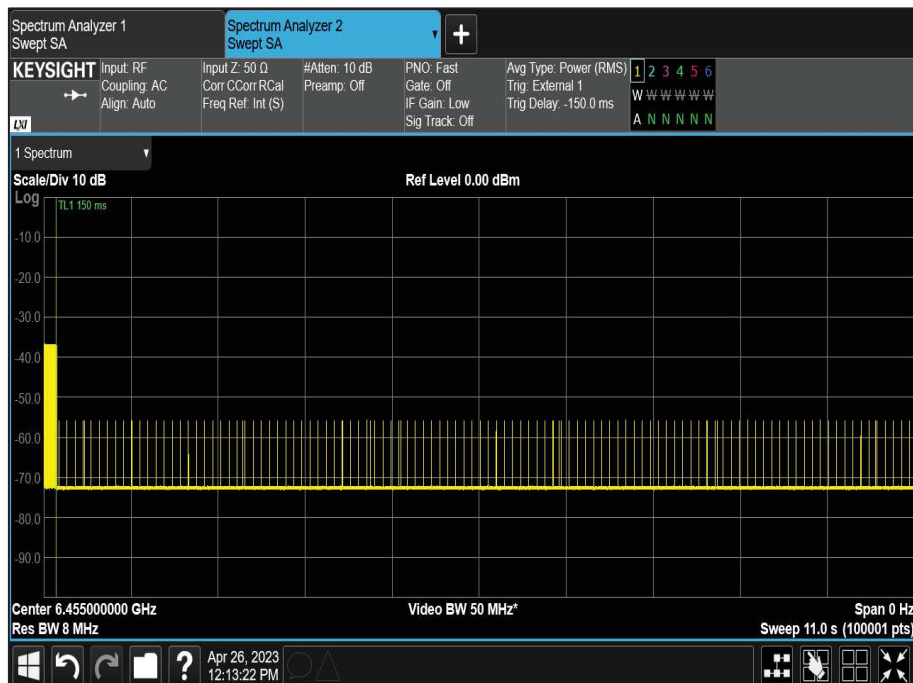 Spectrum Analyzer 1
Swept SA
Spectrum Analyzer 2
Swept SA
+
KEYSIGHT
LXI
Input: RF
Coupling: AC
Align: Auto
Input Z: 50 Ω
Corr CCorr RCal
Freq Ref: Int (S)
#Atten: 10 dB
Preamp: Off
PNO: Fast
Gate: Off
IF Gain: Low
Sig Track: Off
Avg Type: Power (RMS)
Trig: External 1
Trig Delay: -150.0 ms
1 2 3 4 5 6
W W W W W W
A N N N N N
1 Spectrum
Scale/Div 10 dB
Ref Level 0.00 dBm
Log
TL1 150 ms
-10.0
-20.0
-30.0
-40.0
-50.0
-60.0
-70.0
-80.0
-90.0
Center 6.455000000 GHz
Video BW 50 MHz*
Span 0 Hz
Res BW 8 MHz
Sweep 11.0 s (100001 pts)
?
Apr 26, 2023
12:13:22 PM